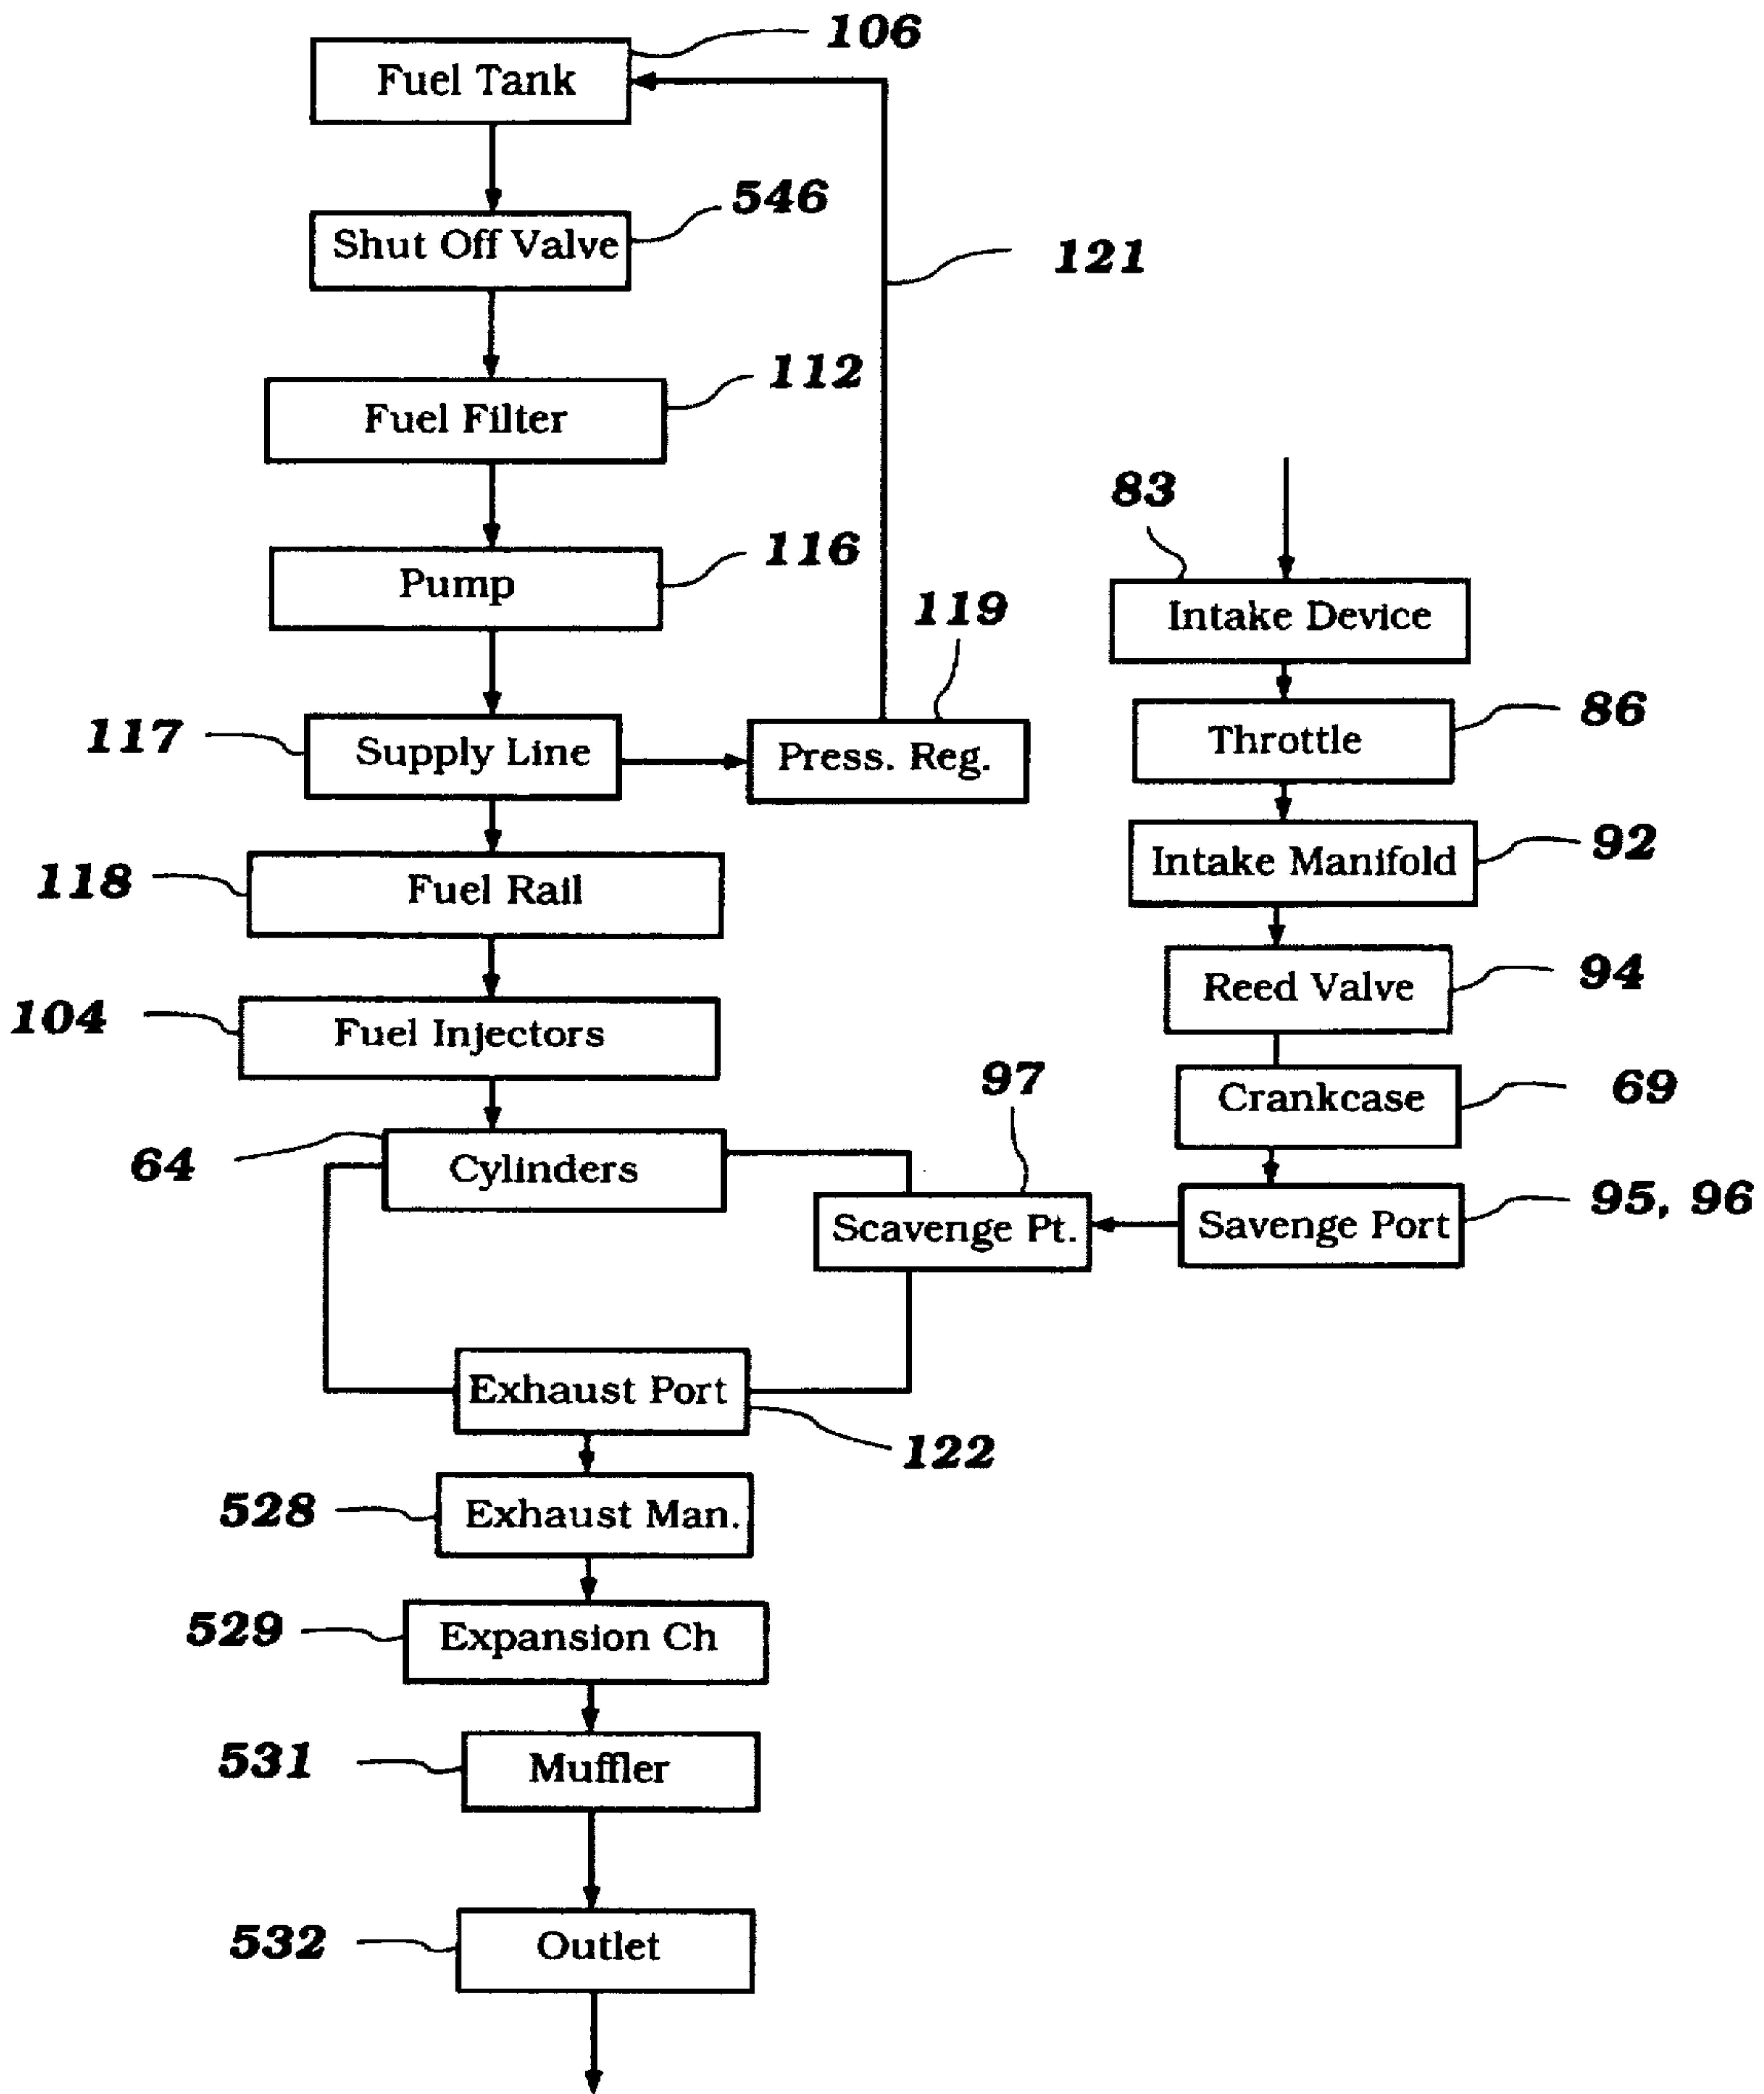 106
Fuel Tank
546
Shut Off Valve
121
112
Fuel Filter
116
Pump
119
117
Supply Line
Press. Reg.
118
Fuel Rail
104
Fuel Injectors
64
Cylinders
83
Intake Device
86
Throttle
92
Intake Manifold
94
Reed Valve
69
Crankcase
95, 96
Savenge Port
97
Scavenge Pt.
Exhaust Port
122
528
Exhaust Man.
529
Expansion Ch
531
Muffler
532
Outlet